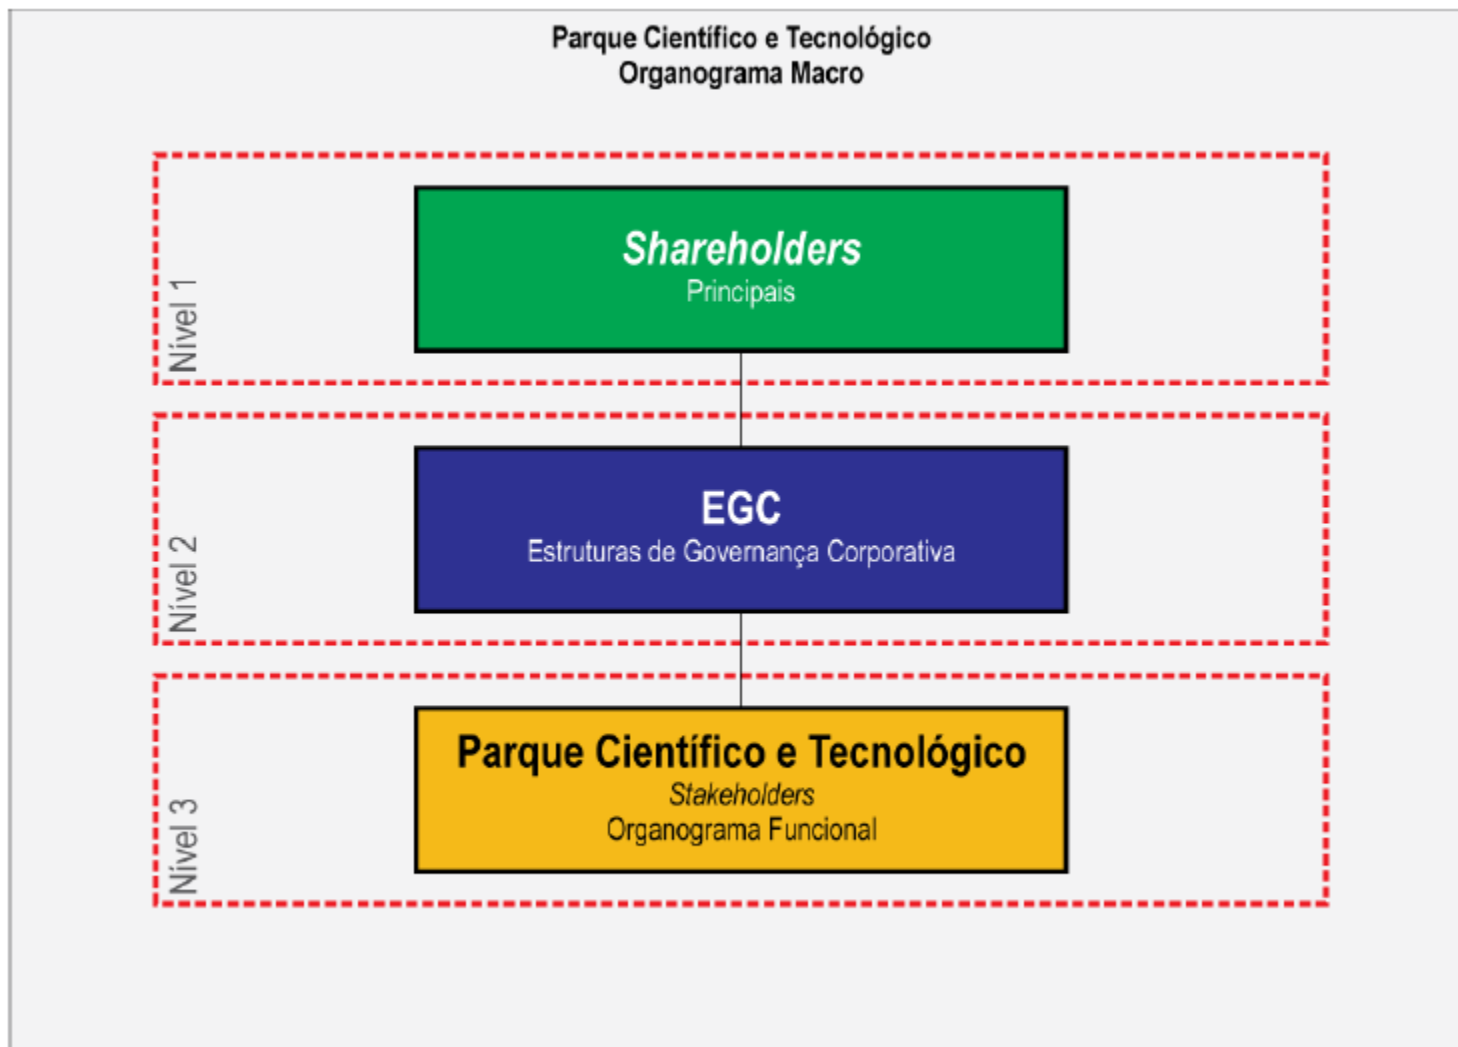 Parque Científico e Tecnológico
Organograma Macro
Nível 1
Shareholders
Principais
Nível 2
EGC
Estruturas de Governança Corporativa
Nível 3
Parque Científico e Tecnológico
Stakeholders
Organograma Funcional